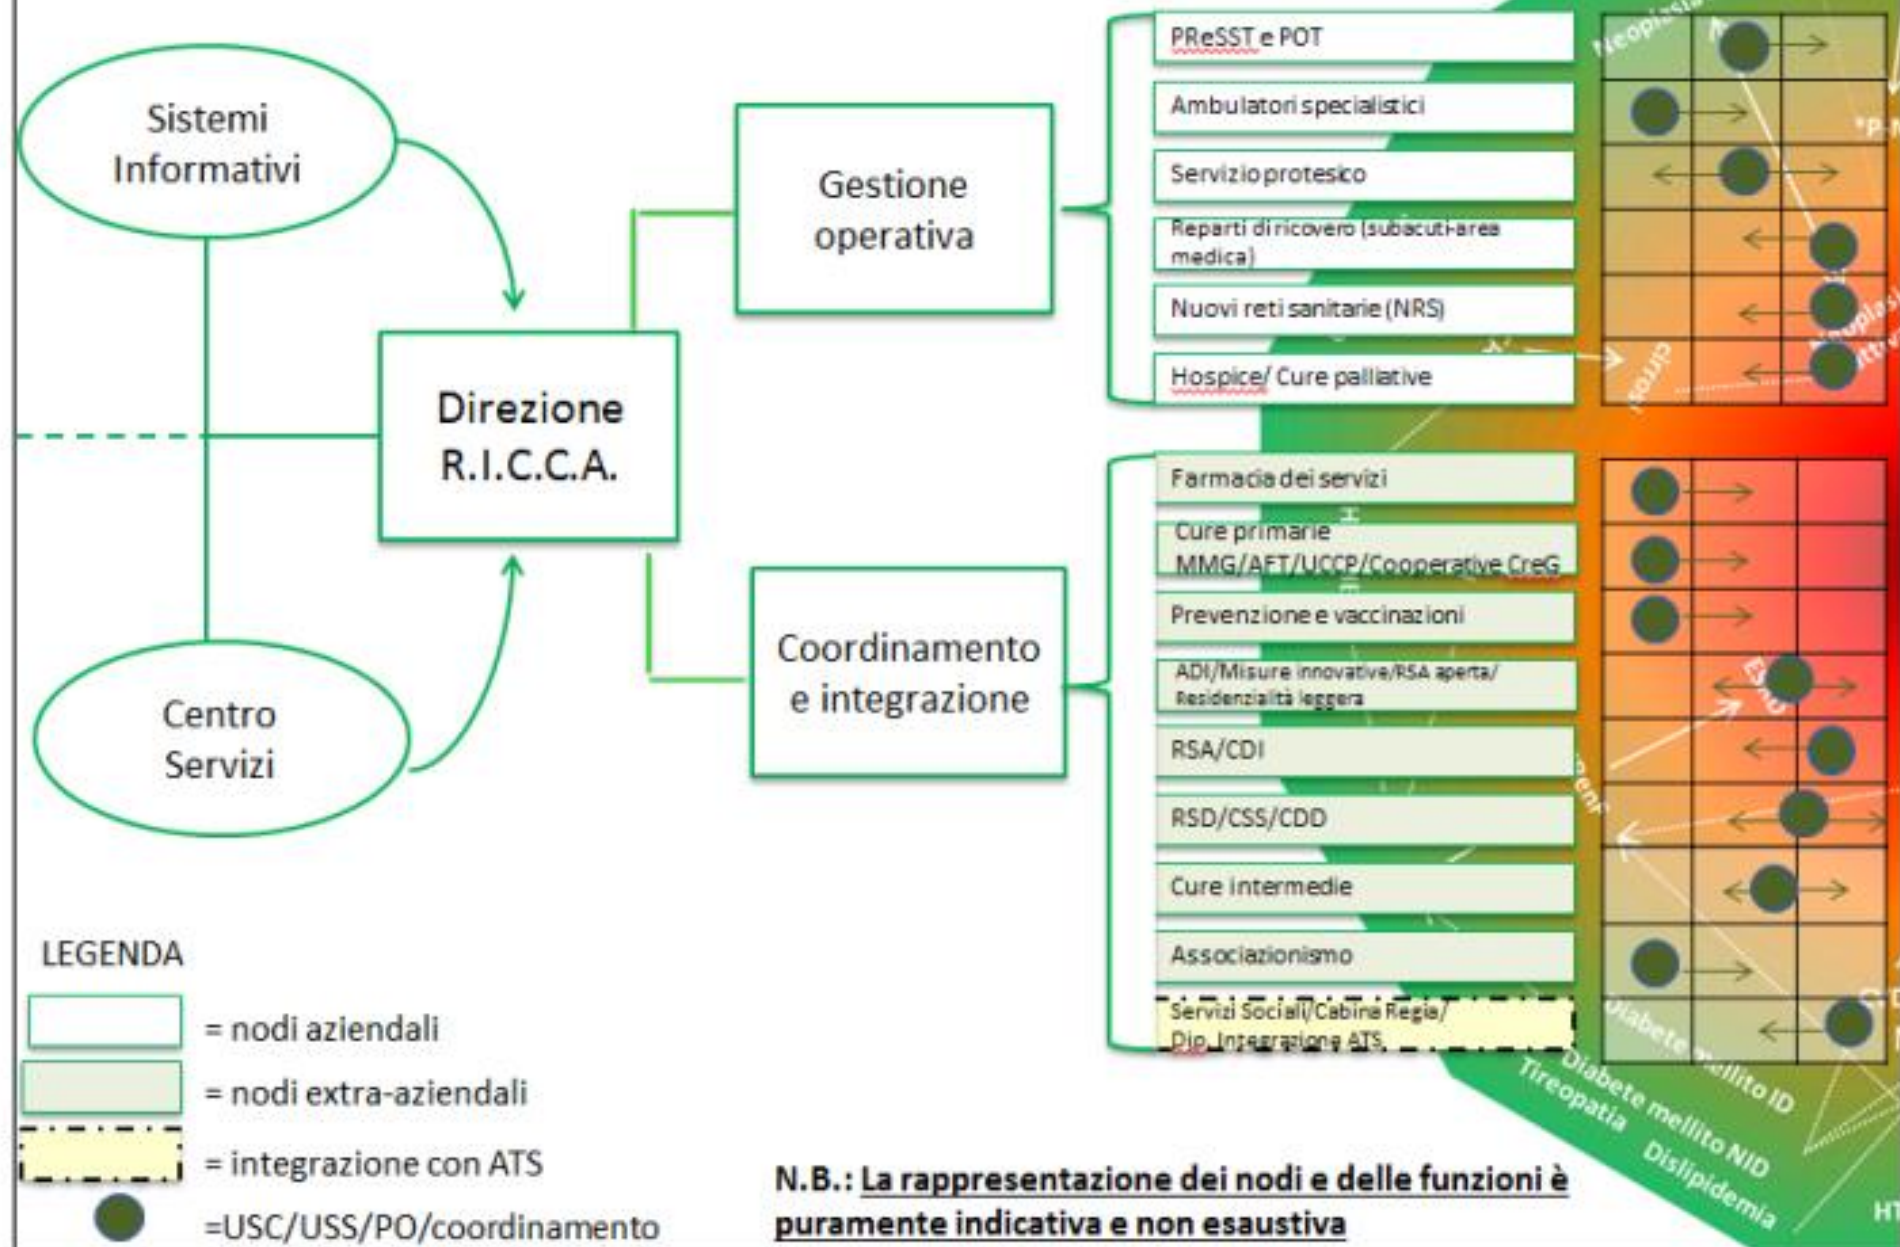 Sistemi
Informativi
Direzione
R.I.C.C.A.
Centro
Servizi
Gestione
operativa
Coordinamento
e integrazione
PReSST e POT
Ambulatori specialistici
Servizio protesico
Reparti di ricovero (subacuti-area
medica)
Nuovi reti sanitarie (NRS)
Hospice/ Cure palliative
Farmacia dei servizi
Cure primarie
MMG/AFT/UCCP/Cooperative CreG
Prevenzione e vaccinazioni
ADI/Misure innovative/RSA aperta/
Residenzialità leggera
RSA/CDI
RSD/CSS/CDD
Cure intermedie
Associazionismo
Servizi Sociali/Cabina Regia/
Dip. Integrazione ATS
Neoplasia
cirrosi
Diabete mellito ID
Diabete mellito NID
Tireopatia
Dislipidemia
LEGENDA
= nodi aziendali
= nodi extra-aziendali
= integrazione con ATS
=USC/USS/PO/coordinamento
N.B.: La rappresentazione dei nodi e delle funzioni è
puramente indicativa e non esaustiva